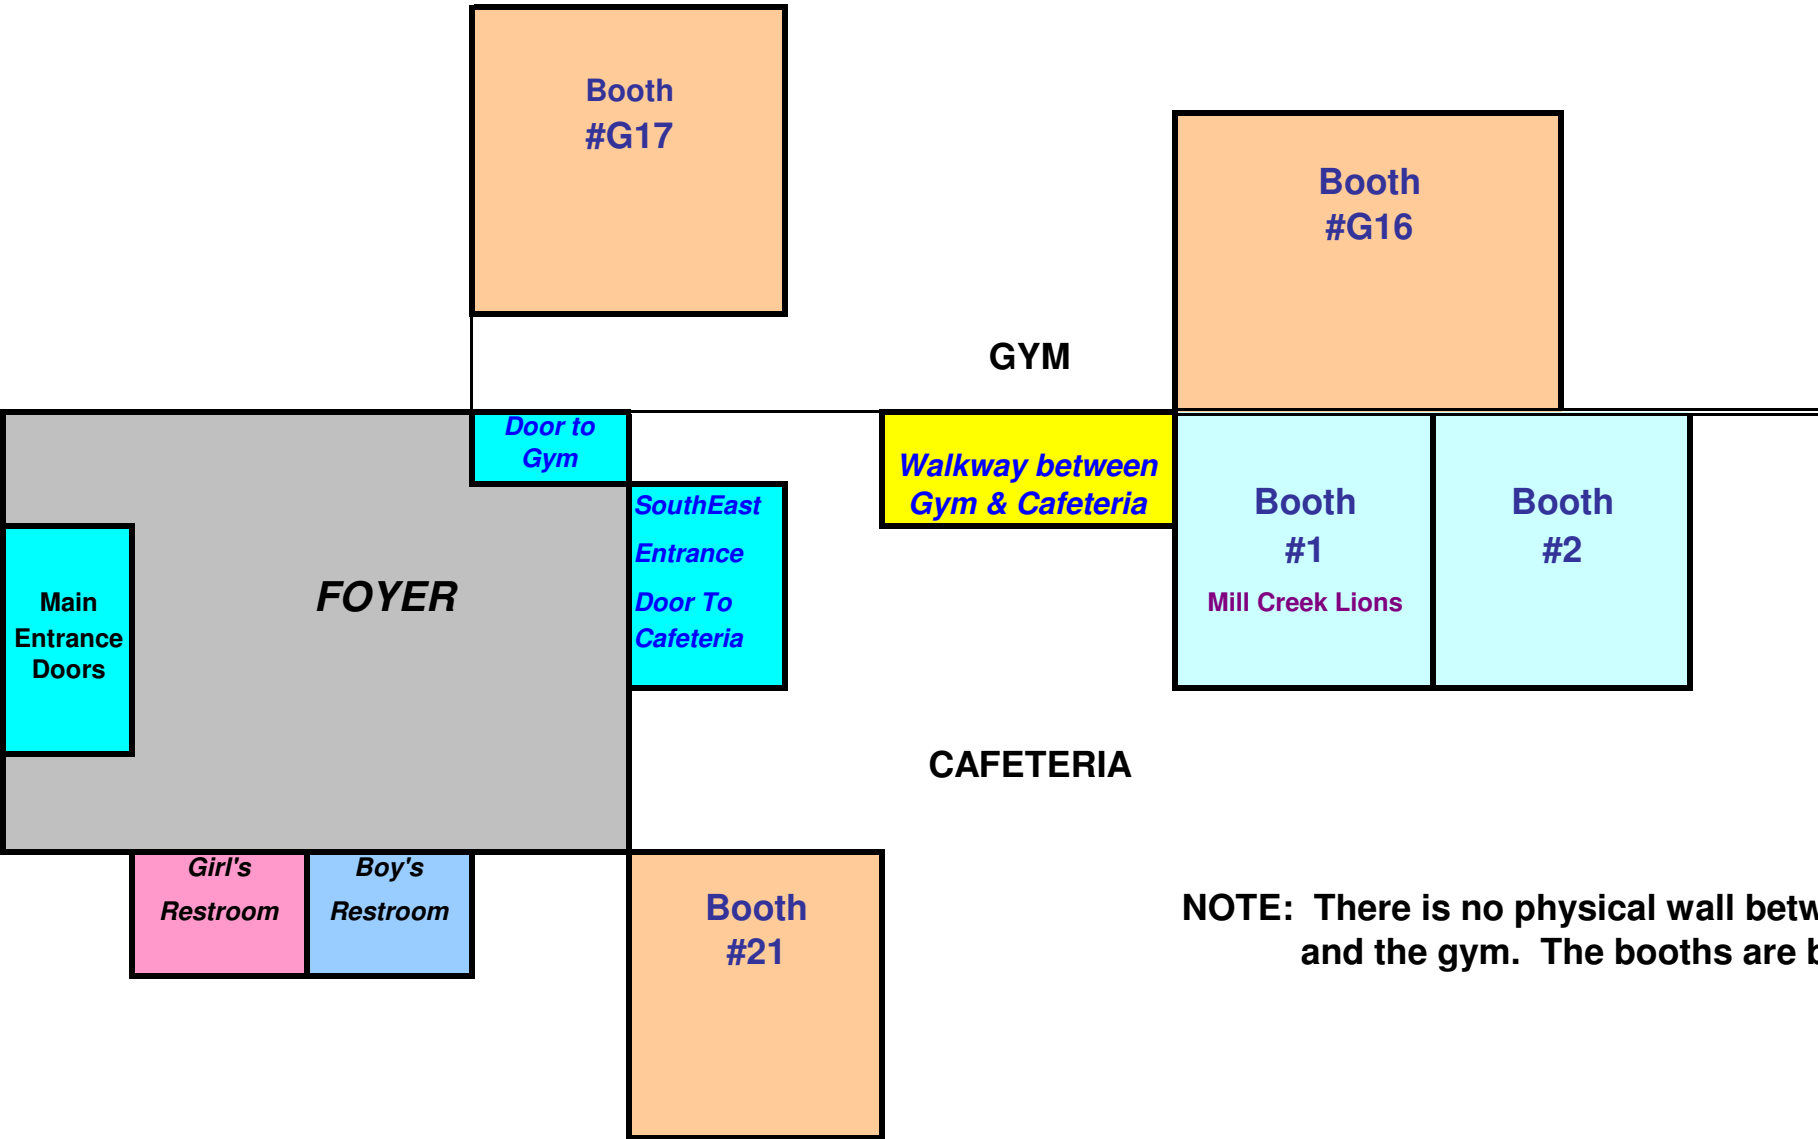 Booth
#G17
Booth
#G16
GYM
Door to
Gym
Walkway between
Gym & Cafeteria
SouthEast
Entrance
Door To
Cafeteria
Booth
#1
Mill Creek Lions
Booth
#2
Main
Entrance
Doors
FOYER
CAFETERIA
Girl's
Restroom
Boy's
Restroom
Booth
#21
NOTE: There is no physical wall
and the gym. The booths are